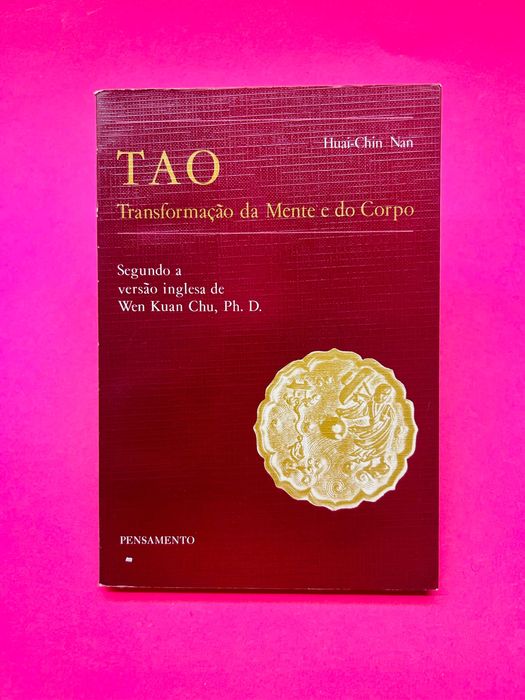 Huai-Chin Nan
TAO
Transformação da Mente e do Corpo
Segundo a
versão inglesa de
Wen Kuan Chu, Ph. D.
PENSAMENTO